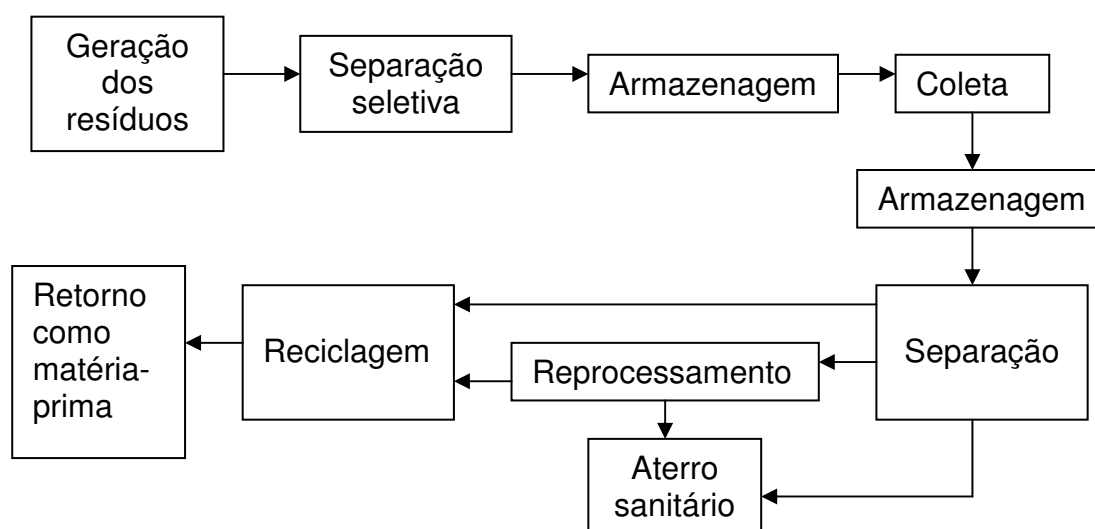 Geração
dos
resíduos
Separação
seletiva
Armazenagem
Coleta
Armazenagem
Separação
Reprocessamento
Reciclagem
Aterro
sanitário
Retorno
como
matéria-
prima